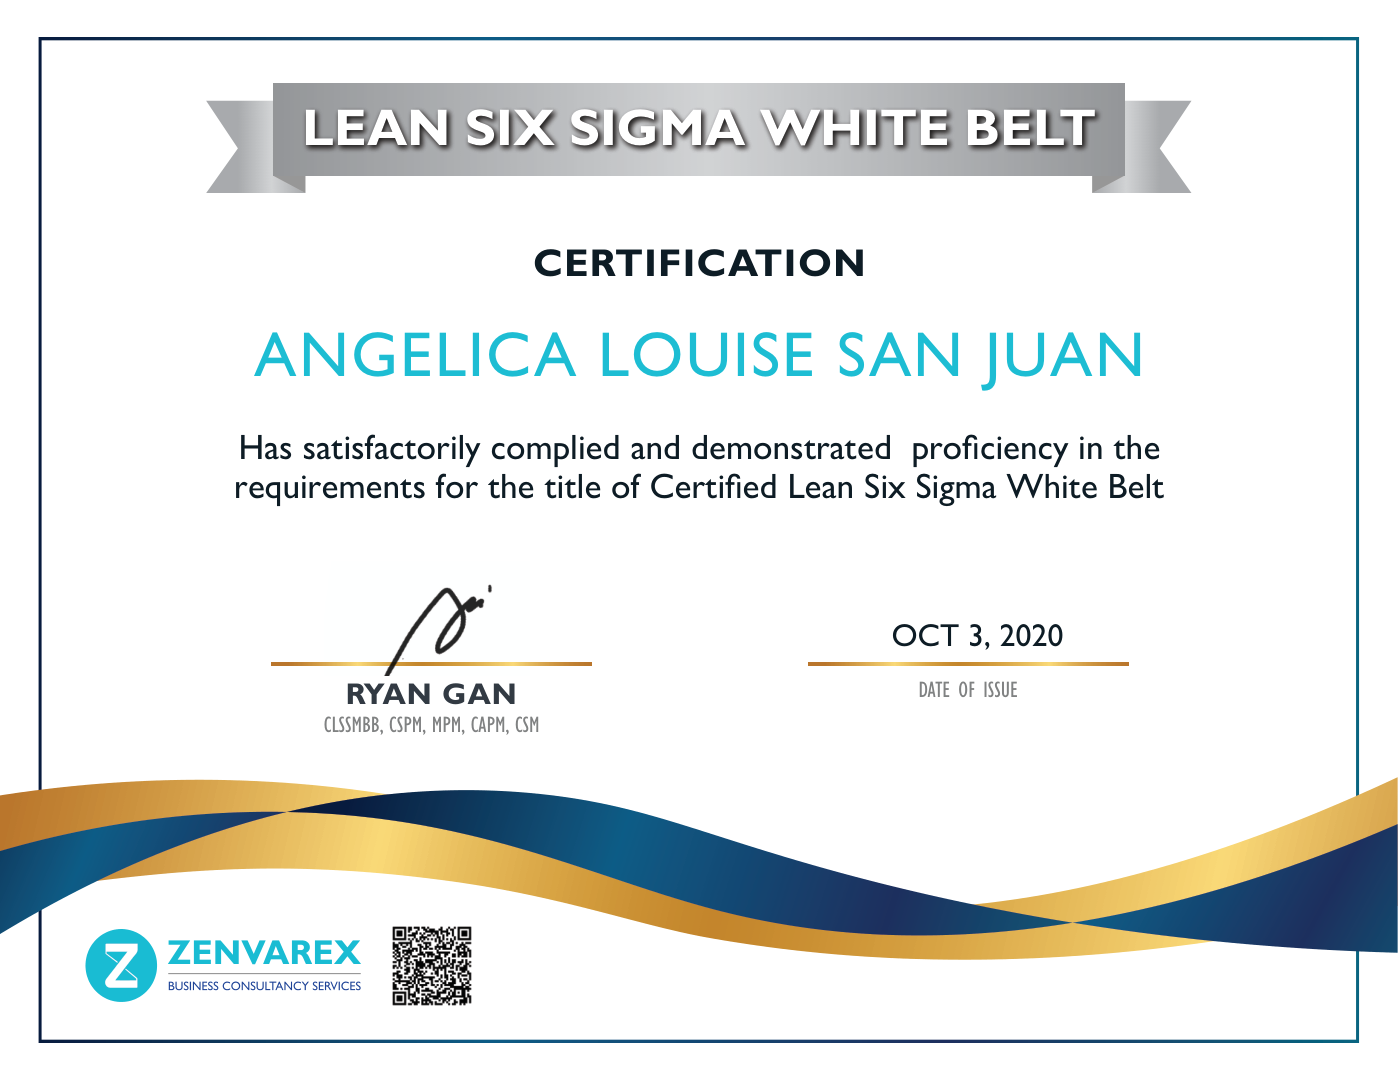 LEAN SIX SIGMA WHITE BELT
CERTIFICATION
ANGELICA LOUISE SAN JUAN
Has satisfactorily complied and demonstrated  proficiency in the
requirements for the title of Certified Lean Six Sigma White Belt
RYAN GAN
CLSSMBB, CSPM, MPM, CAPM, CSM
OCT 3, 2020
DATE OF ISSUE
Z ZENVAREX
BUSINESS CONSULTANCY SERVICES